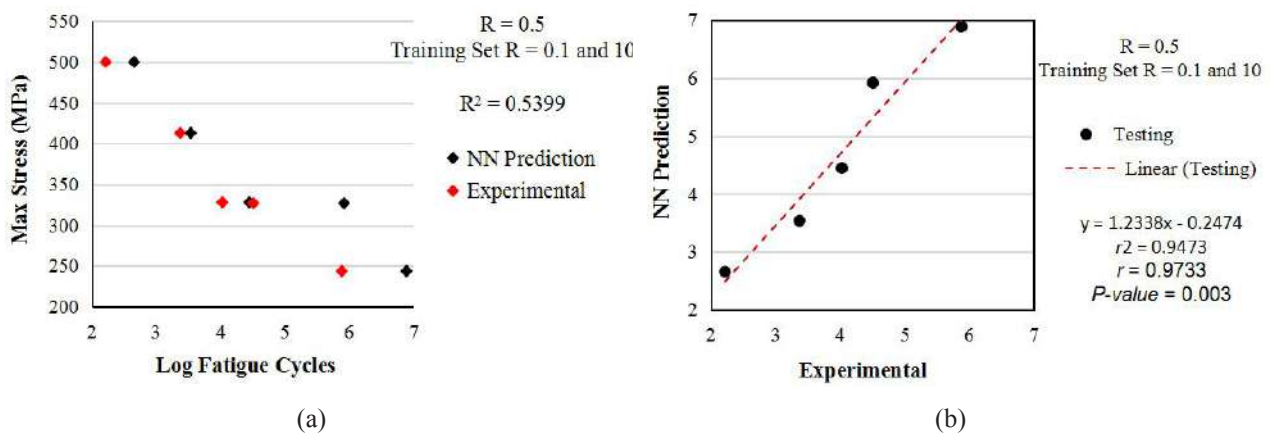 550
500
450
400
350
300
250
200
Max Stress (MPa)
2 3 4 5 6 7
Log Fatigue Cycles
R = 0.5
Training Set R = 0.1 and 10
R² = 0.5399
NN Prediction
Experimental
(a)
7
6
5
4
3
2
NN Prediction
2 3 4 5 6 7
Experimental
R = 0.5
Training Set R = 0.1 and 10
Testing
Linear (Testing)
y = 1.2338x - 0.2474
r2 = 0.9473
r = 0.9733
P-value = 0.003
(b)